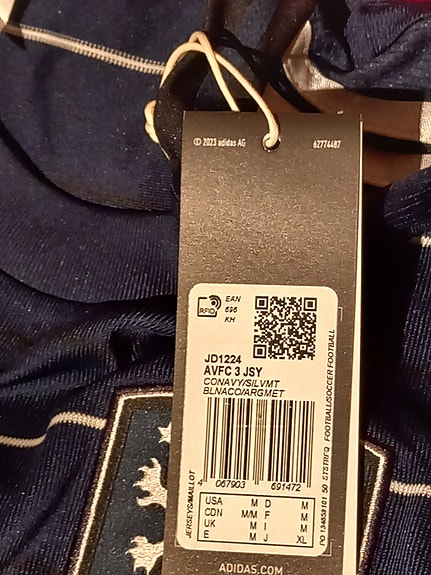 © 2023 adidas AG 62774487
RFID
EAN
696
KH
JD1224
AVFC 3 JSY
CONAVY/SILVMT
BLNACO/ARGMET
JERSEYS/MAILLOT
FOOTBALL/SOCCER FOOTBALL
4 067903 691472
USA M D M
CDN M/M F M
UK M I M
E M J XL
ADIDAS.COM